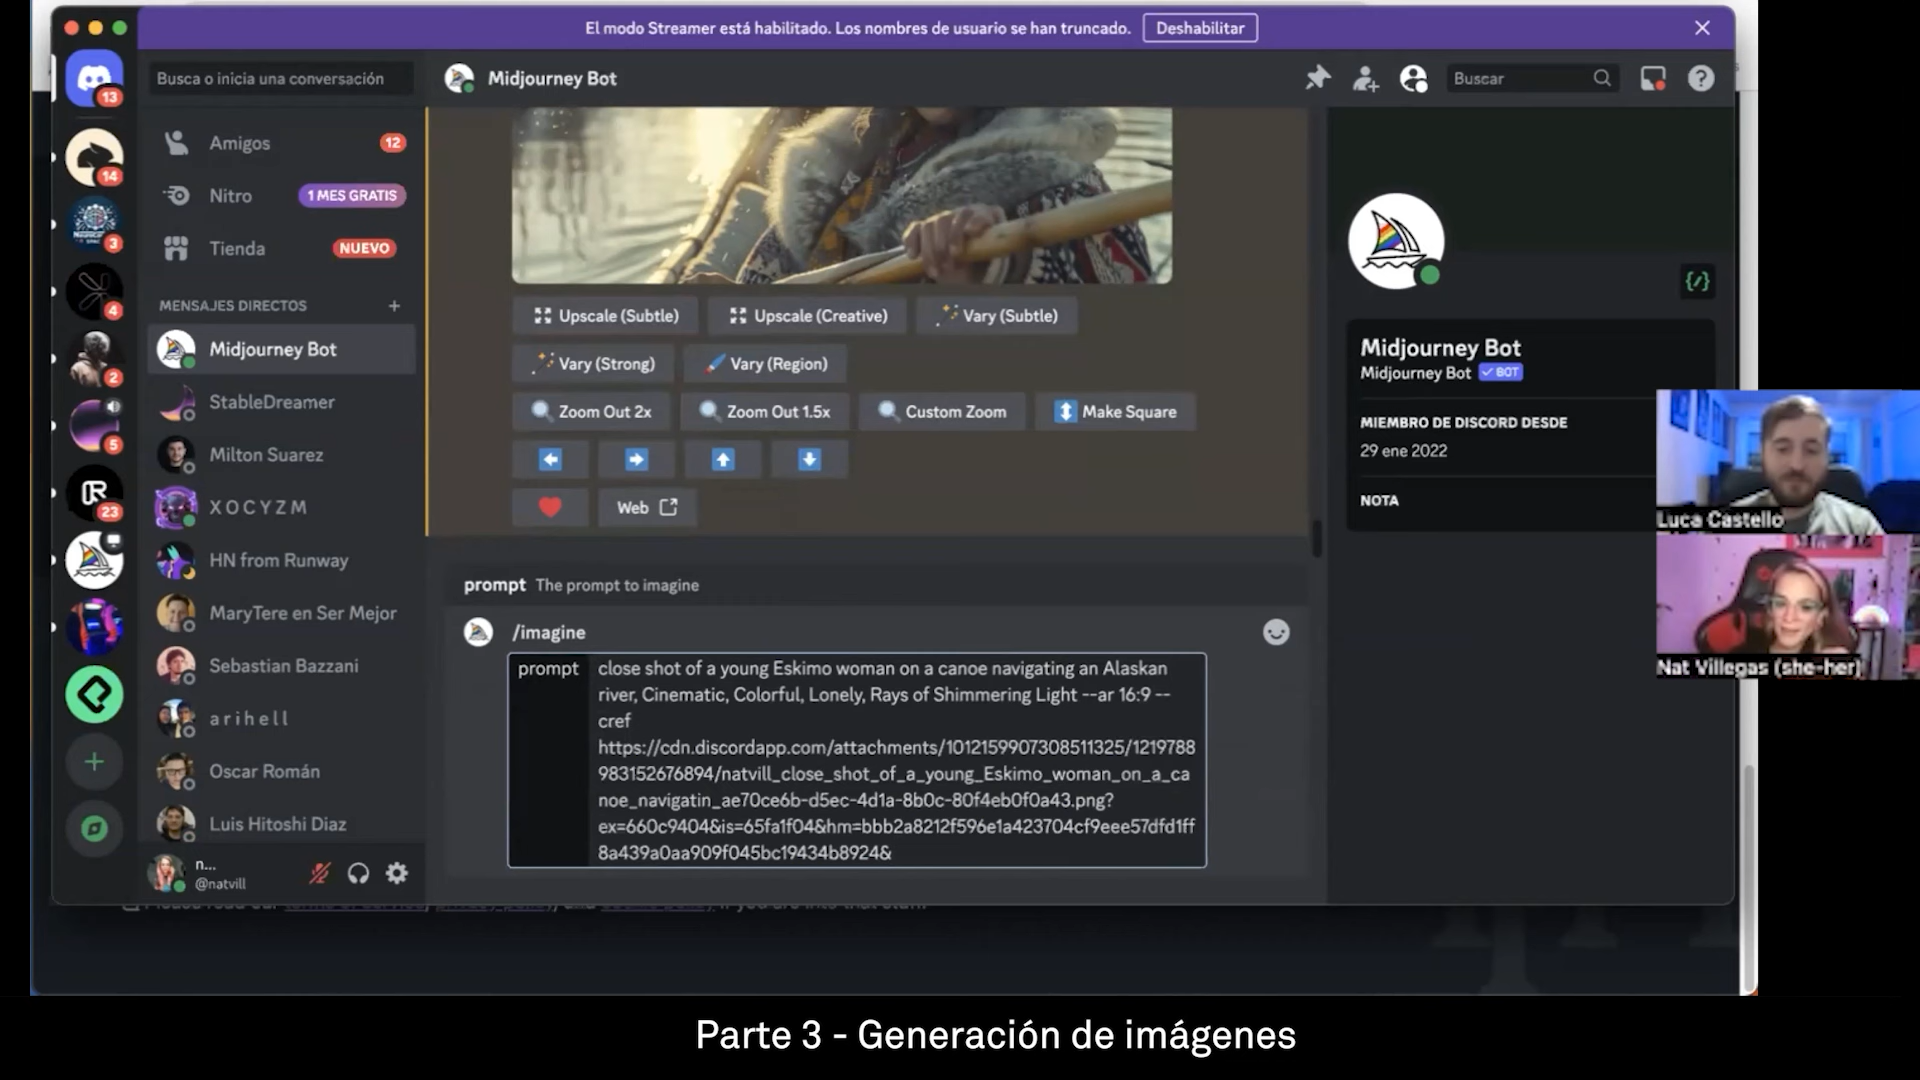 El modo Streamer está habilitado. Los nombres de usuario se han truncado.
Deshabilitar
Busca o inicia una conversación
Midjourney Bot
Buscar
13
14
3
4
2
5
23
Amigos
12
Nitro
1 MES GRATIS
Tienda
NUEVO
MENSAJES DIRECTOS
Midjourney Bot
StableDreamer
Milton Suarez
X O C Y Z M
HN from Runway
MaryTere en Ser Mejor
Sebastian Bazzani
a r i h e l l
Oscar Román
Luis Hitoshi Diaz
n...
@natvill
Upscale (Subtle)
Upscale (Creative)
Vary (Subtle)
Vary (Strong)
Vary (Region)
Zoom Out 2x
Zoom Out 1.5x
Custom Zoom
Make Square
Web
prompt The prompt to imagine
/imagine
prompt
close shot of a young Eskimo woman on a canoe navigating an Alaskan
river, Cinematic, Colorful, Lonely, Rays of Shimmering Light --ar 16:9 --
cref
https://cdn.discordapp.com/attachments/1012159907308511325/1219788
983152676894/natvill_close_shot_of_a_young_Eskimo_woman_on_a_ca
noe_navigatin_ae70ce6b-d5ec-4d1a-8b0c-80f4eb0f0a43.png?
ex=660c9404&is=65fa1f04&hm=bbb2a8212f596e1a423704cf9eee57dfd1ff
8a439a0aa909f045bc19434b8924&
Midjourney Bot
Midjourney Bot
BOT
MIEMBRO DE DISCORD DESDE
29 ene 2022
NOTA
Luca Castello
Nat Villegas (she-her)
Parte 3 - Generación de imágenes